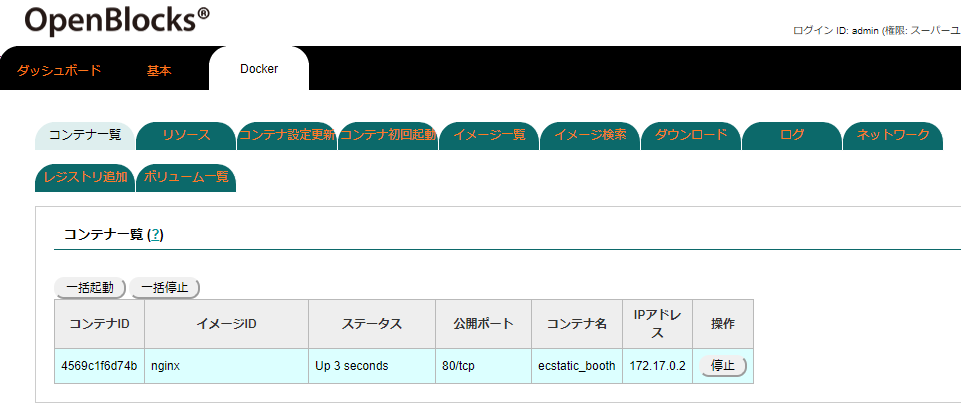 OpenBlocks®
ログイン ID: admin (権限: スーパーユ
ダッシュボード 基本 Docker
コンテナ一覧 リソース コンテナ設定更新 コンテナ初回起動 イメージ一覧 イメージ検索 ダウンロード ログ ネットワーク
レジストリ追加 ボリューム一覧
コンテナ一覧 (?)
一括起動 一括停止
コンテナID イメージID ステータス 公開ポート コンテナ名 IPアドレス 操作
4569c1f6d74b nginx Up 3 seconds 80/tcp ecstatic_booth 172.17.0.2 停止